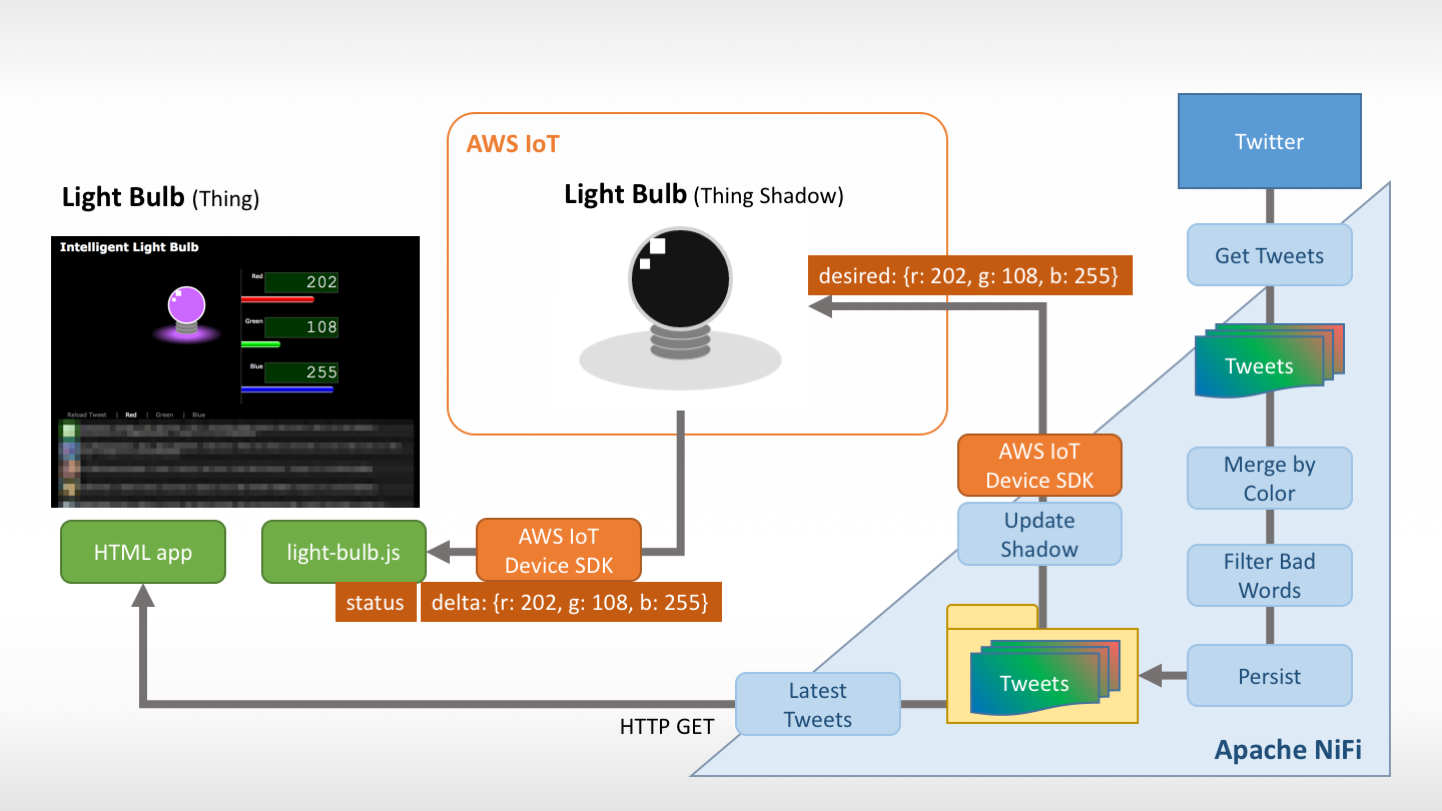 AWS IoT
Light Bulb (Thing)
Light Bulb (Thing Shadow)
Intelligent Light Bulb
Red
202
Green
108
Blue
255
Reload Tweet | Red | Green | Blue
desired: {r: 202, g: 108, b: 255}
Twitter
Get Tweets
Tweets
Merge by
Color
Filter Bad
Words
Persist
AWS IoT
Device SDK
Update
Shadow
Tweets
Latest
Tweets
HTTP GET
Apache NiFi
HTML app
light-bulb.js
AWS IoT
Device SDK
status
delta: {r: 202, g: 108, b: 255}